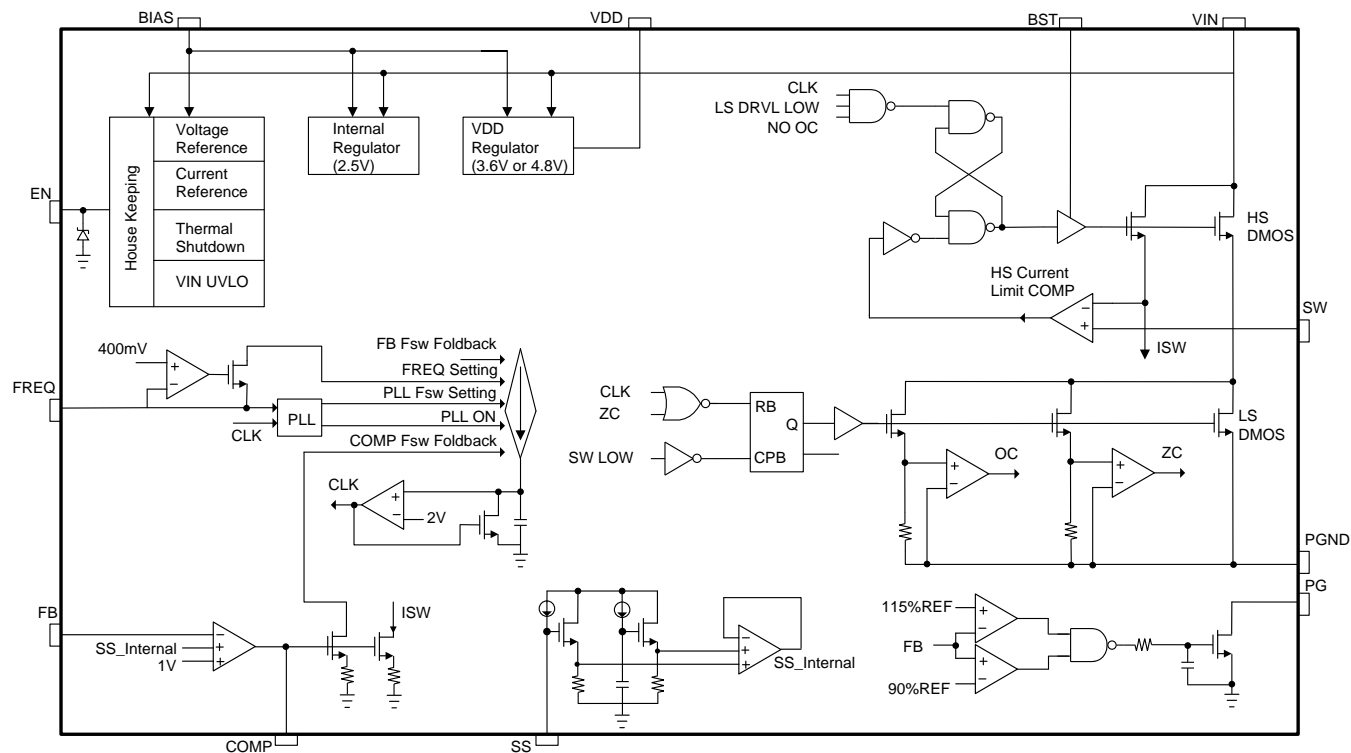 BIAS
VDD
BST
VIN
Voltage
Reference
Current
Reference
Thermal
Shutdown
VIN UVLO
House Keeping
Internal
Regulator
(2.5V)
VDD
Regulator
(3.6V or 4.8V)
CLK
LS DRVL LOW
NO OC
EN
HS
DMOS
HS Current
Limit COMP
−
+
SW
ISW
400mV
+
−
FREQ
PLL
CLK
FB Fsw Foldback
FREQ Setting
PLL Fsw Setting
PLL ON
COMP Fsw Foldback
CLK
+
−
2V
CLK
ZC
SW LOW
RB
Q
CPB
LS
DMOS
+
−
OC
+
−
ZC
PGND
PG
FB
SS_Internal
1V
−
+
+
ISW
−
+
+
SS_Internal
115%REF
FB
90%REF
+
−
+
−
COMP
SS